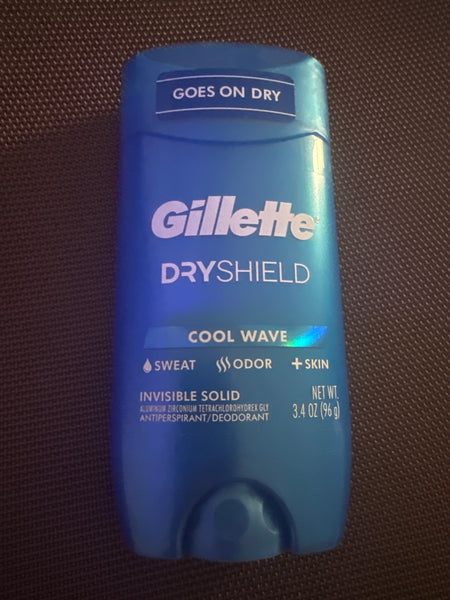 GOES ON DRY
Gillette
DRYSHIELD
COOL WAVE
SWEAT ODOR +SKIN
INVISIBLE SOLID
ALUMINUM ZIRCONIUM TETRACHLOROHYDREX GLY
ANTIPERSPIRANT/DEODORANT
NET WT.
3.4 OZ (96 g)